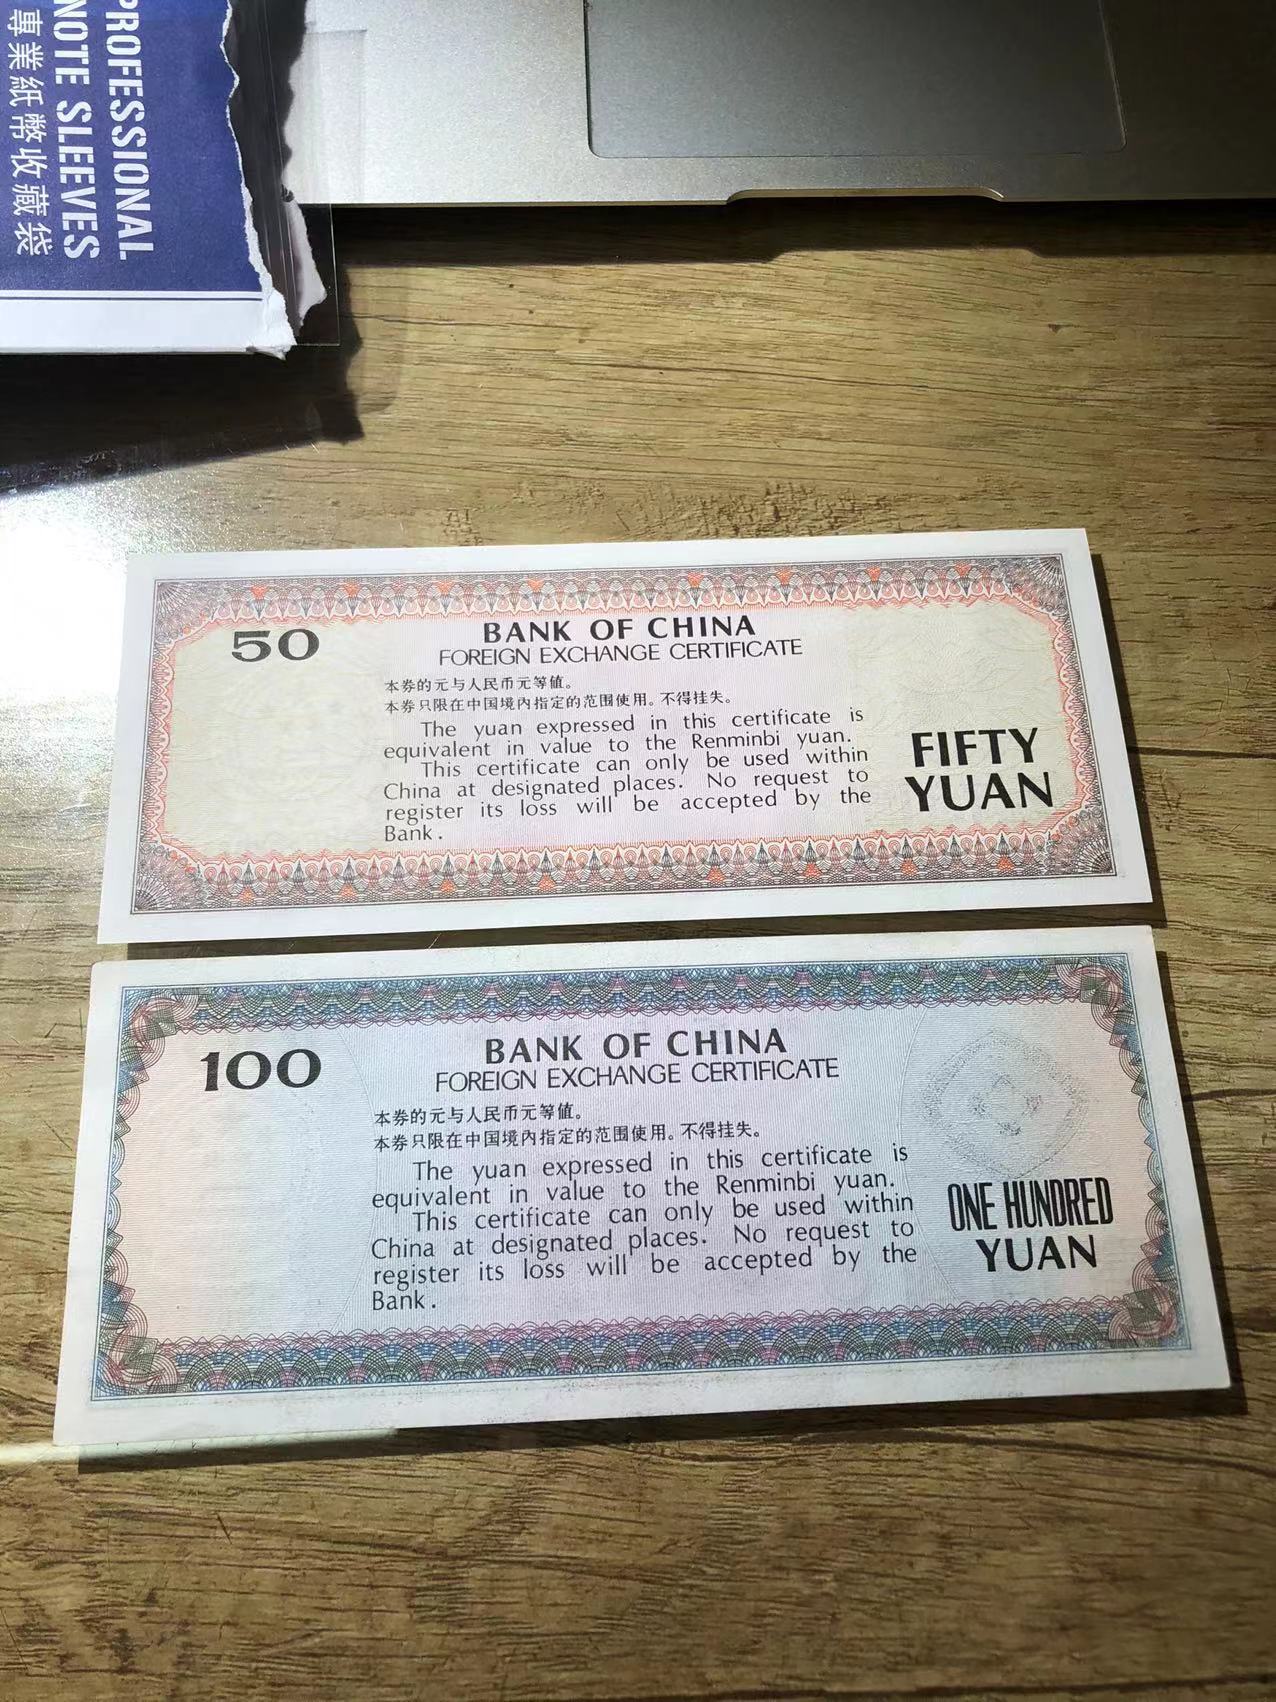 PROFESSIONAL
NOTE SLEEVES
專業紙幣收藏袋
50
BANK OF CHINA
FOREIGN EXCHANGE CERTIFICATE
本券的元与人民币元等值。
本券只限在中国境内指定的范围使用。不得挂失。
The yuan expressed in this certificate is
equivalent in value to the Renminbi yuan.
This certificate can only be used within
China at designated places. No request to
register its loss will be accepted by the
Bank.
FIFTY
YUAN
100
BANK OF CHINA
FOREIGN EXCHANGE CERTIFICATE
本券的元与人民币元等值。
本券只限在中国境内指定的范围使用。不得挂失。
The yuan expressed in this certificate is
equivalent in value to the Renminbi yuan.
This certificate can only be used within
China at designated places. No request to
register its loss will be accepted by the
Bank.
ONE HUNDRED
YUAN